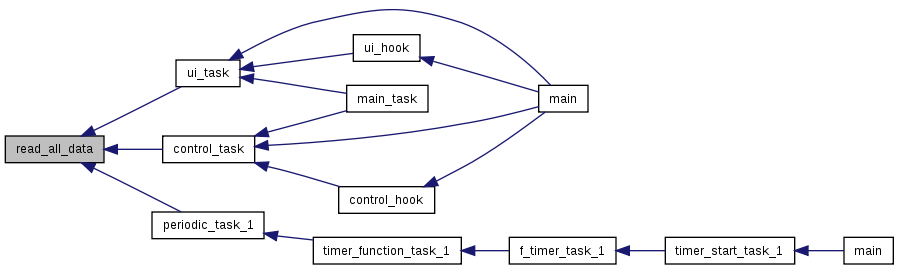 ui_hook
ui_task
main_task
main
read_all_data
control_task
control_hook
periodic_task_1
timer_function_task_1
f_timer_task_1
timer_start_task_1
main